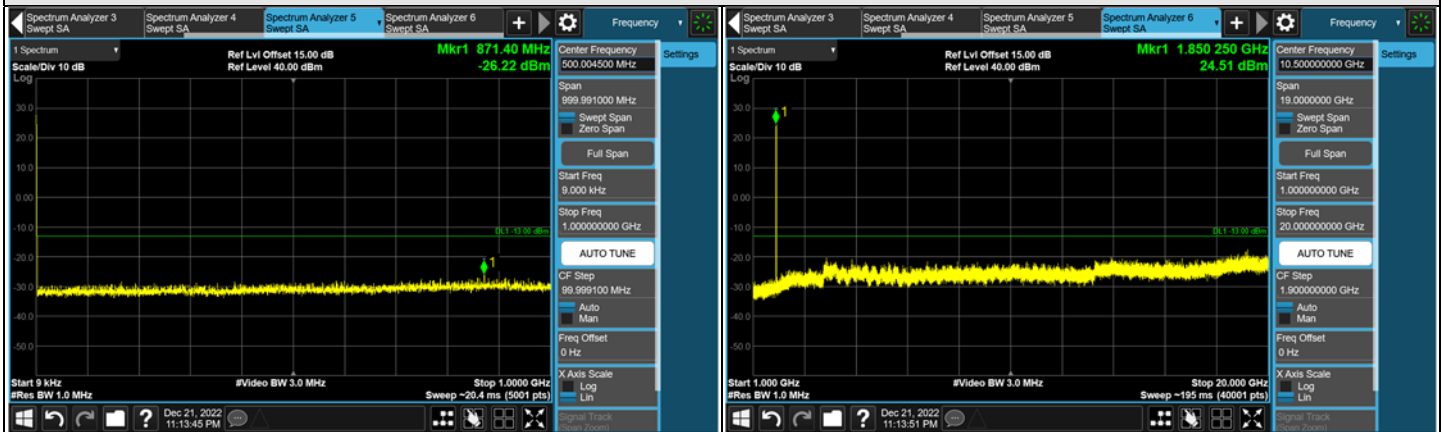 Spectrum Analyzer 3
Swept SA
Spectrum Analyzer 4
Swept SA
Spectrum Analyzer 5
Swept SA
Spectrum Analyzer 6
Swept SA
+
Frequency
1 Spectrum
Scale/Div 10 dB
Log
Ref Lvl Offset 15.00 dB
Ref Level 40.00 dBm
Mkr1 871.40 MHz
-26.22 dBm
30.0
20.0
10.0
0.00
-10.0
-20.0
-30.0
-40.0
-50.0
DL1 -13.00 dBm
1
Start 9 kHz
#Res BW 1.0 MHz
#Video BW 3.0 MHz
Stop 1.0000 GHz
Sweep ~20.4 ms (5001 pts)
Center Frequency
500.004500 MHz
Span
999.991000 MHz
Swept Span
Zero Span
Full Span
Start Freq
9.000 kHz
Stop Freq
1.000000000 GHz
AUTO TUNE
CF Step
99.999100 MHz
Auto
Man
Freq Offset
0 Hz
X Axis Scale
Log
Lin
Signal Track
(Span Zoom)
Settings
?
Dec 21, 2022
11:13:45 PM
Spectrum Analyzer 3
Swept SA
Spectrum Analyzer 4
Swept SA
Spectrum Analyzer 5
Swept SA
Spectrum Analyzer 6
Swept SA
+
Frequency
1 Spectrum
Scale/Div 10 dB
Log
Ref Lvl Offset 15.00 dB
Ref Level 40.00 dBm
Mkr1 1.850 250 GHz
24.51 dBm
30.0
20.0
10.0
0.00
-10.0
-20.0
-30.0
-40.0
-50.0
DL1 -13.00 dBm
1
Start 1.000 GHz
#Res BW 1.0 MHz
#Video BW 3.0 MHz
Stop 20.000 GHz
Sweep ~195 ms (40001 pts)
Center Frequency
10.500000000 GHz
Span
19.0000000 GHz
Swept Span
Zero Span
Full Span
Start Freq
1.000000000 GHz
Stop Freq
20.000000000 GHz
AUTO TUNE
CF Step
1.900000000 GHz
Auto
Man
Freq Offset
0 Hz
X Axis Scale
Log
Lin
Signal Track
(Span Zoom)
Settings
?
Dec 21, 2022
11:13:51 PM